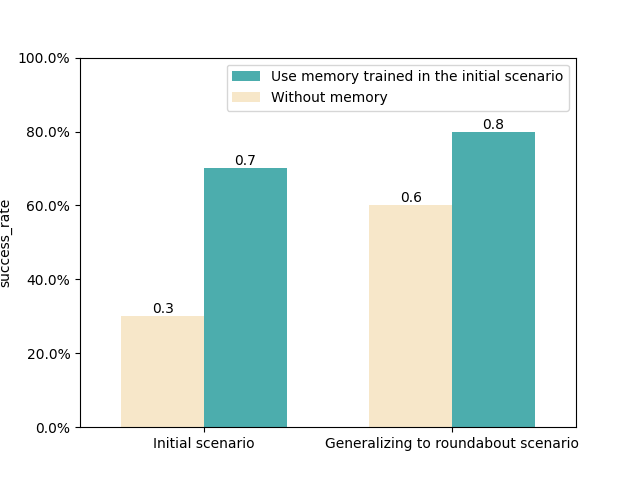 100.0%
80.0%
60.0%
40.0%
20.0%
0.0%
success_rate
Use memory trained in the initial scenario
Without memory
0.3
0.7
0.6
0.8
Initial scenario
Generalizing to roundabout scenario